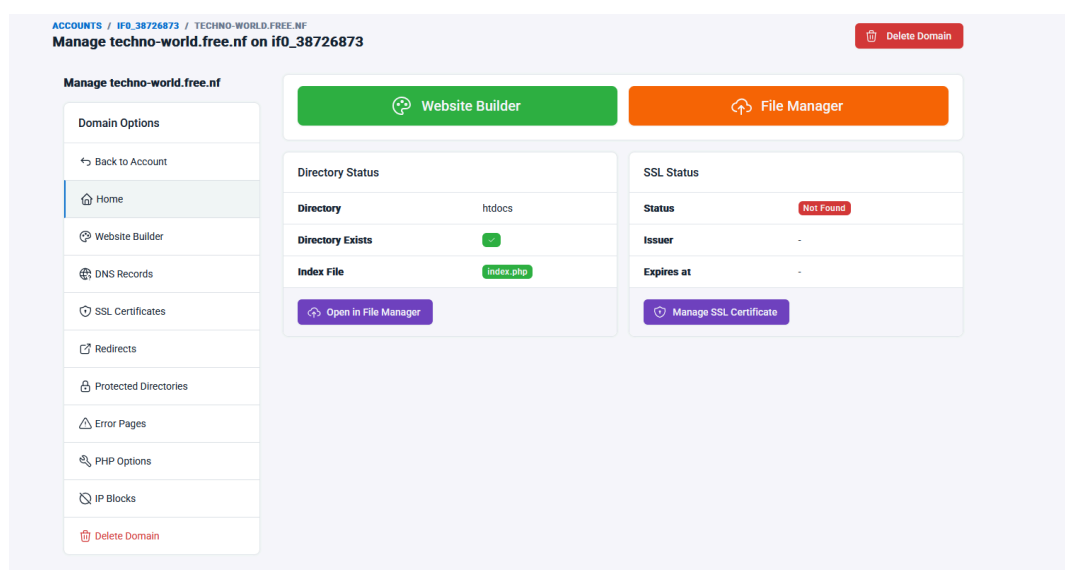 ACCOUNTS / IF0_38726873 / TECHNO-WORLD.FREE.NF
Manage techno-world.free.nf on if0_38726873
Delete Domain
Manage techno-world.free.nf
Domain Options
Back to Account
Home
Website Builder
DNS Records
SSL Certificates
Redirects
Protected Directories
Error Pages
PHP Options
IP Blocks
Delete Domain
Website Builder
File Manager
Directory Status
Directory htdocs
Directory Exists
Index File index.php
Open in File Manager
SSL Status
Status Not Found
Issuer -
Expires at -
Manage SSL Certificate